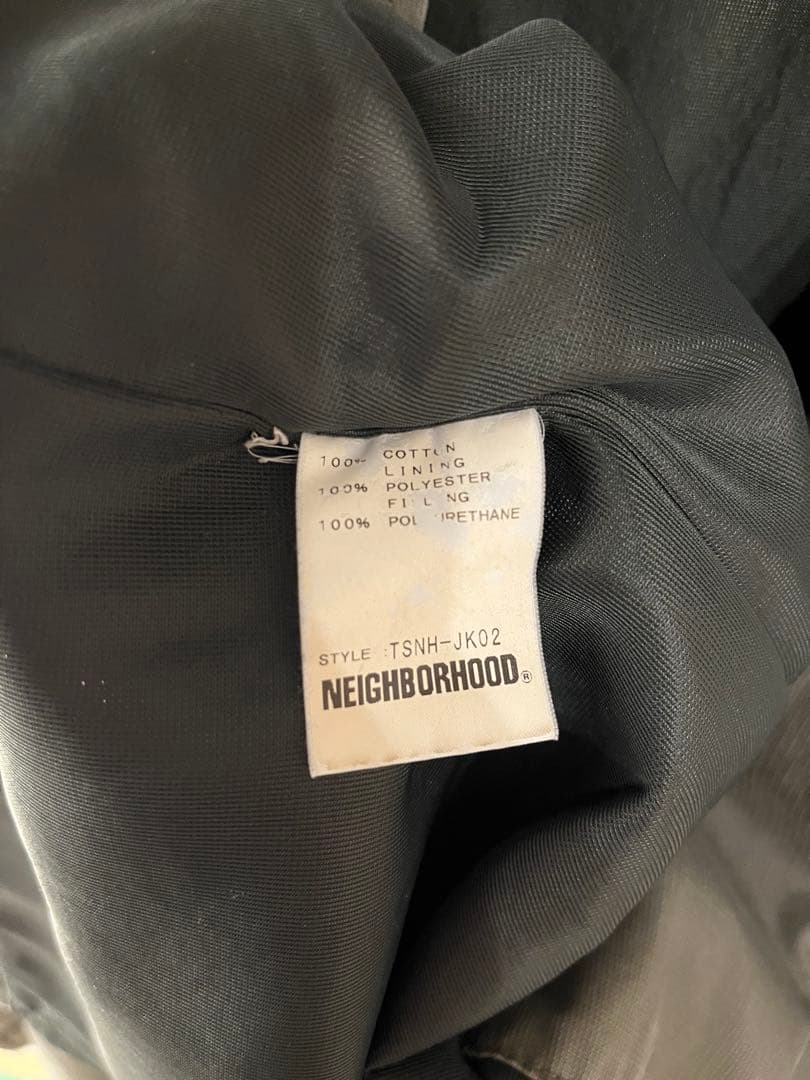 100% COTTON
LINING
100% POLYESTER
FILLING
100% POLYURETHANE
STYLE :TSNH-JK02
NEIGHBORHOOD®